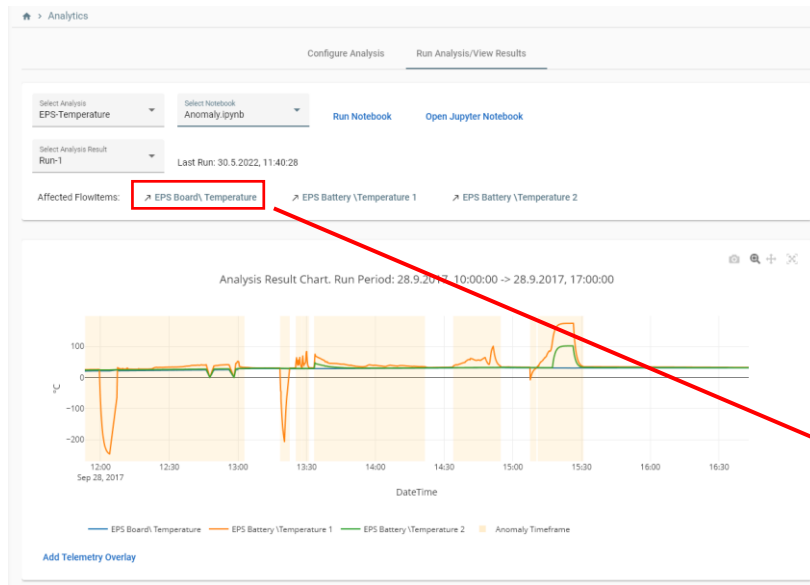 > Analytics
Configure Analysis Run Analysis/View Results
Select Analysis
EPS-Temperature
Select Notebook
Anomaly.ipynb
Run Notebook Open Jupyter Notebook
Select Analysis Result
Run-1
Last Run: 30.5.2022, 11:40:28
Affected FlowItems: EPS Board\ Temperature EPS Battery \Temperature 1 EPS Battery \Temperature 2
Analysis Result Chart. Run Period: 28.9.2017, 10:00:00 -> 28.9.2017, 17:00:00
100
0
−100
−200
°C
12:00 12:30 13:00 13:30 14:00 14:30 15:00 15:30 16:00 16:30
Sep 28, 2017
DateTime
EPS Board\ Temperature EPS Battery \Temperature 1 EPS Battery \Temperature 2 Anomaly Timeframe
Add Telemetry Overlay